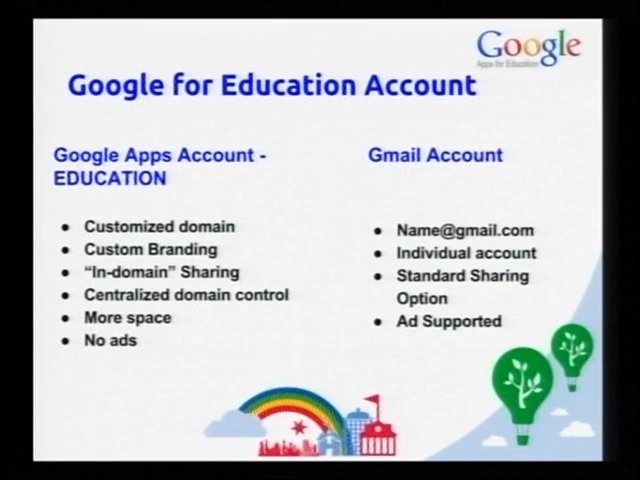 Google
Apps for Education
Google for Education Account
Google Apps Account -
EDUCATION
● Customized domain
● Custom Branding
● “In-domain” Sharing
● Centralized domain control
● More space
● No ads
Gmail Account
● Name@gmail.com
● Individual account
● Standard Sharing
Option
● Ad Supported